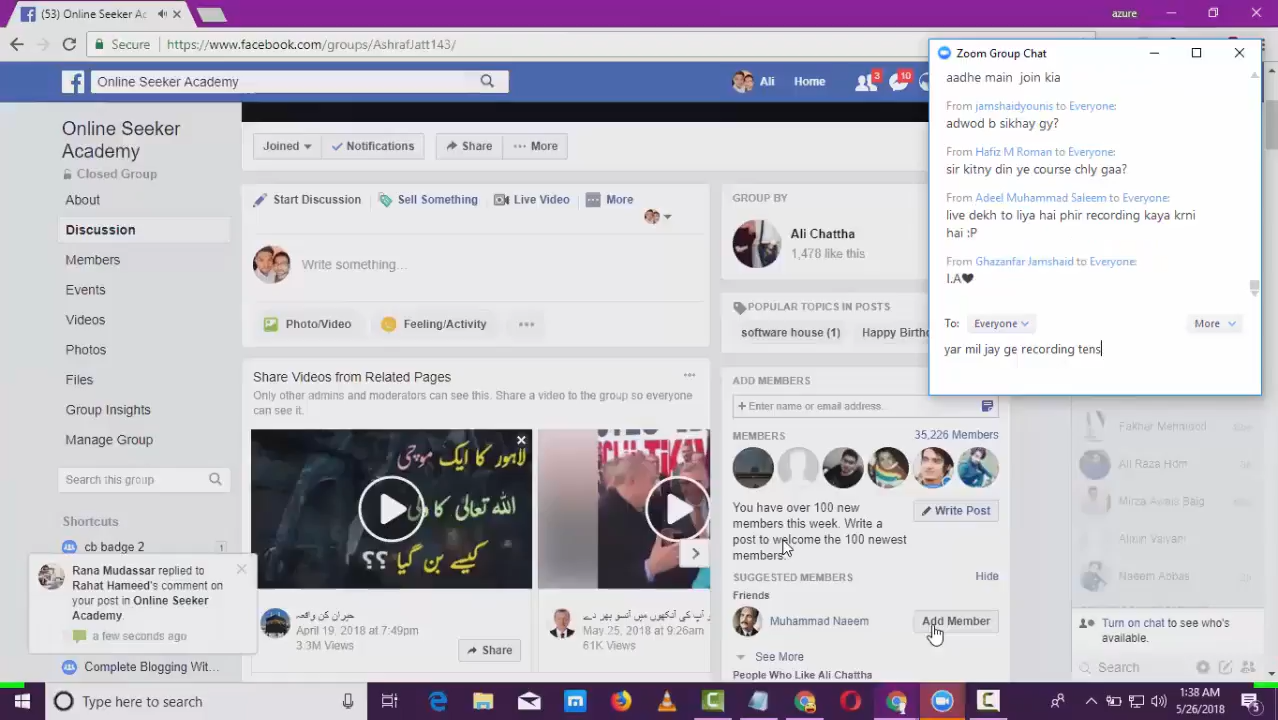 (53) Online Seeker Ac
azure
Secure
https://www.facebook.com/groups/AshrafJatt143/
Online Seeker Academy
Ali
Home
3
10
Online Seeker
Academy
Closed Group
About
Discussion
Members
Events
Videos
Photos
Files
Group Insights
Manage Group
Search this group
Shortcuts
cb badge 2
1
Rana Mudassar replied to
Rahat Hameed's comment on
your post in Online Seeker
Academy.
a few seconds ago
Complete Blogging Wit...
Joined
Notifications
Share
More
Start Discussion
Sell Something
Live Video
More
Write something...
Photo/Video
Feeling/Activity
Share Videos from Related Pages
Only other admins and moderators can see this. Share a video to the group so everyone
can see it.
لاہور کا ایک موچی
اللہ تعالی کا ولی
کیسے بن گیا ؟؟
حیران کن واقعہ
April 19, 2018 at 7:49pm
3.3M Views
Share
آپ کی آنکھوں میں آنسو بھر دے
May 25, 2018 at 9:26am
61K Views
GROUP BY
Ali Chattha
1,478 like this
POPULAR TOPICS IN POSTS
software house (1)
ADD MEMBERS
+ Enter name or email address.
MEMBERS
35,226 Members
You have over 100 new
members this week. Write a
post to welcome the 100 newest
members.
Write Post
SUGGESTED MEMBERS
Hide
Friends
Muhammad Naeem
Add Member
See More
People Who Like Ali Chattha
Zoom Group Chat
aadhe main join kia
From jamshaidyounis to Everyone:
adwod b sikhay gy?
From Hafiz M Roman to Everyone:
sir kitny din ye course chly gaa?
From Adeel Muhammad Saleem to Everyone:
live dekh to liya hai phir recording kaya krni
hai :P
From Ghazanfar Jamshaid to Everyone:
I.A♥
To:
Everyone
More
yar mil jay ge recording tens
Ali Raza Hdm
Mirza Awais Baig
Naeem Abbas
Turn on chat to see who's
available.
Search
Type here to search
1:38 AM
5/26/2018
5